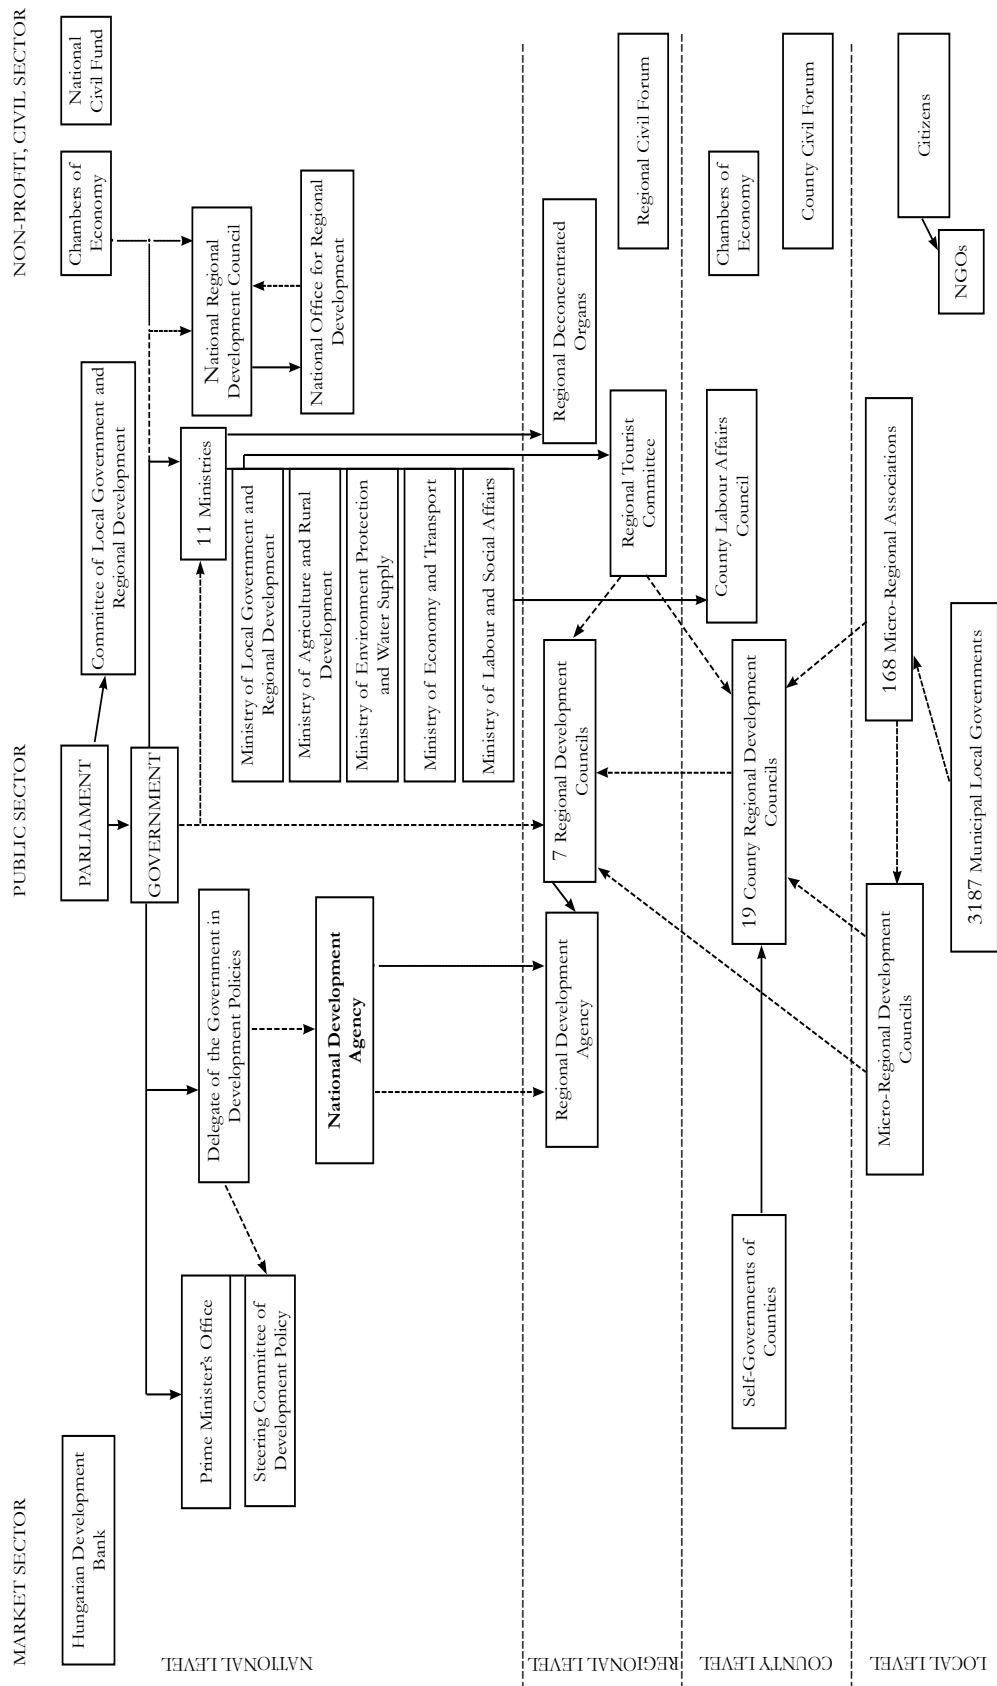 MARKET SECTOR
PUBLIC SECTOR
NON-PROFIT, CIVIL SECTOR
NATIONAL LEVEL
Hungarian Development
Bank
PARLIAMENT
Committee of Local Government and
Regional Development
Chambers of
Economy
National
Civil Fund
GOVERNMENT
Prime Minister's Office
Steering Committee of
Development Policy
Delegate of the Government in
Development Policies
National Development
Agency
11 Ministries
Ministry of Local Government and
Regional Development
Ministry of Agriculture and Rural
Development
Ministry of Environment Protection
and Water Supply
Ministry of Economy and Transport
Ministry of Labour and Social Affairs
National Regional
Development Council
National Office for Regional
Development
REGIONAL LEVEL
Regional Development
Agency
7 Regional Development
Councils
Regional Tourist
Committee
Regional Deconcentrated
Organs
Regional Civil Forum
COUNTY LEVEL
Self-Governments of
Counties
19 County Regional Development
Councils
County Labour Affairs
Council
Chambers of
Economy
County Civil Forum
LOCAL LEVEL
Micro-Regional Development
Councils
168 Micro-Regional Associations
3187 Municipal Local Governments
NGOs
Citizens